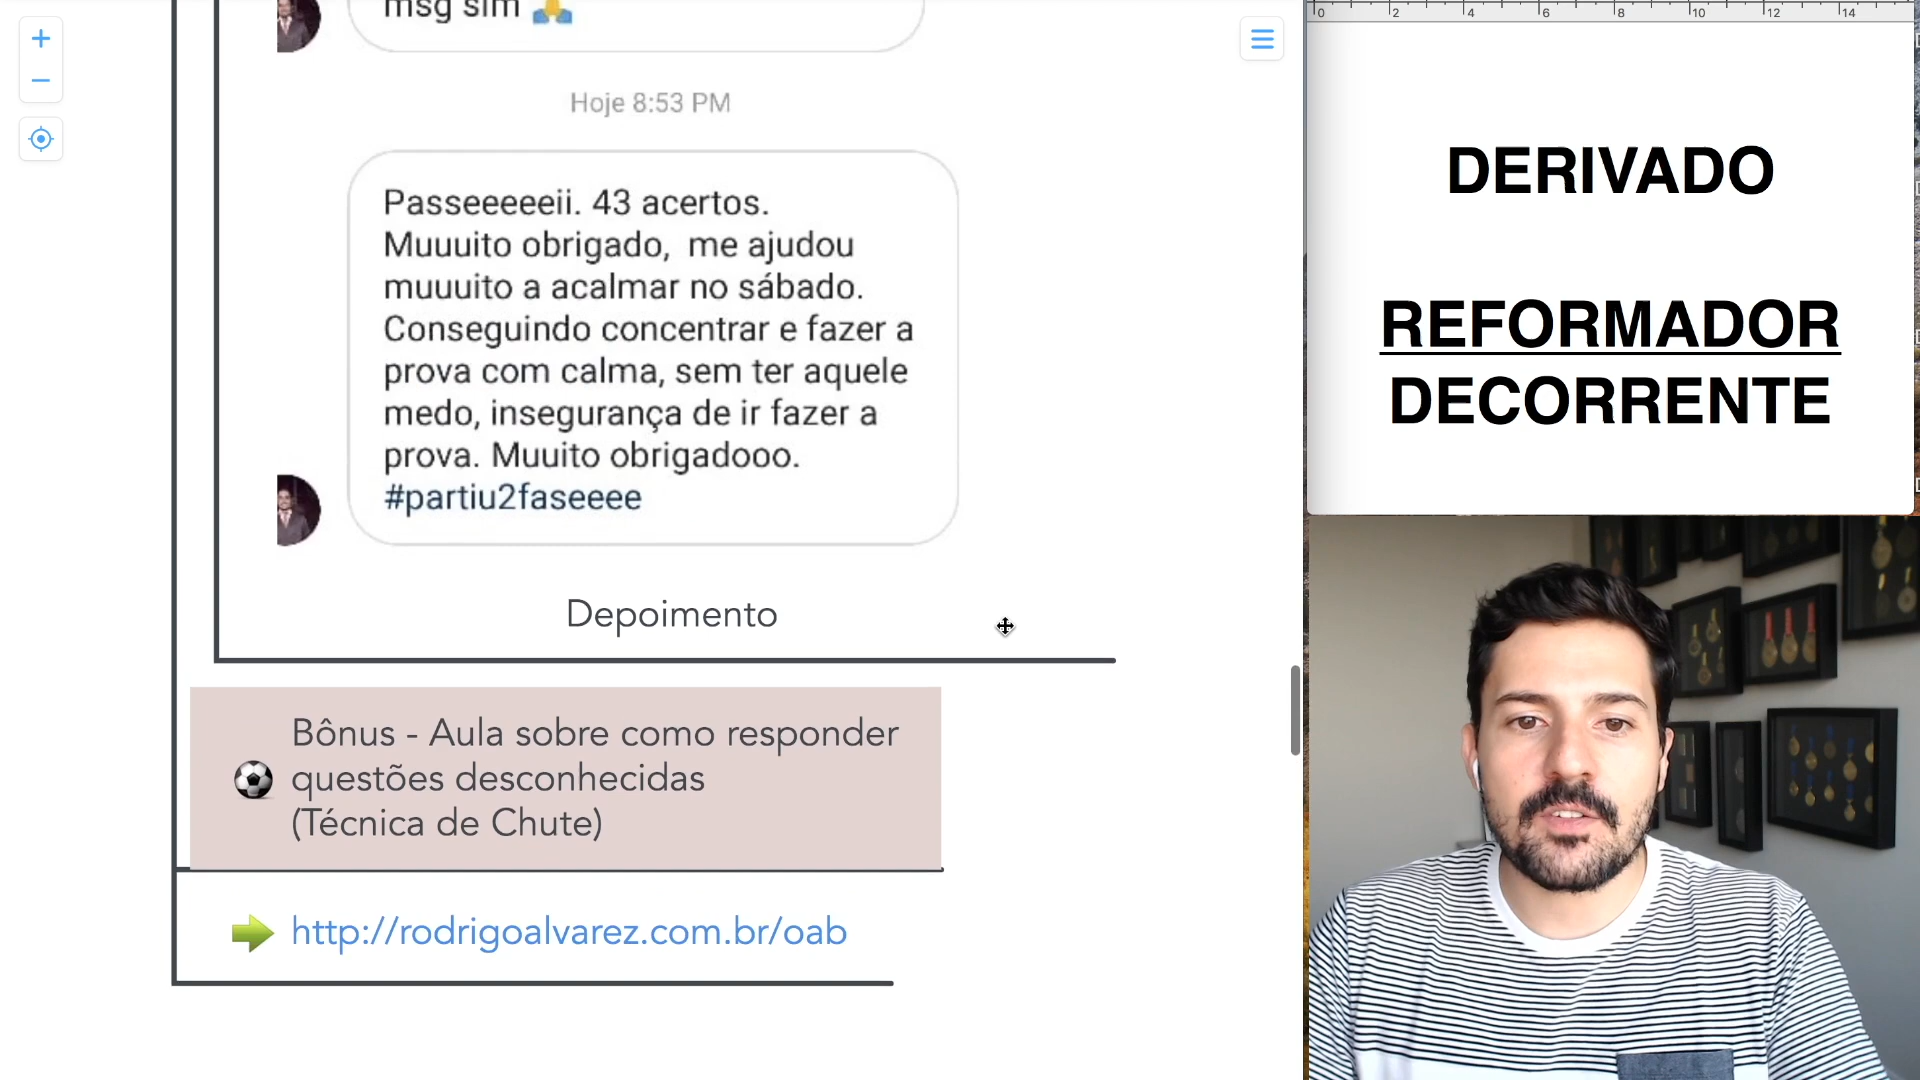 msg sim
Hoje 8:53 PM
Passeeeeeii. 43 acertos.
Muuuito obrigado, me ajudou
muuuito a acalmar no sábado.
Conseguindo concentrar e fazer a
prova com calma, sem ter aquele
medo, insegurança de ir fazer a
prova. Muuito obrigadooo.
#partiu2faseeee
Depoimento
Bônus - Aula sobre como responder
questões desconhecidas
(Técnica de Chute)
http://rodrigoalvarez.com.br/oab
0 2 4 6 8 10 12 14
DERIVADO
REFORMADOR
DECORRENTE